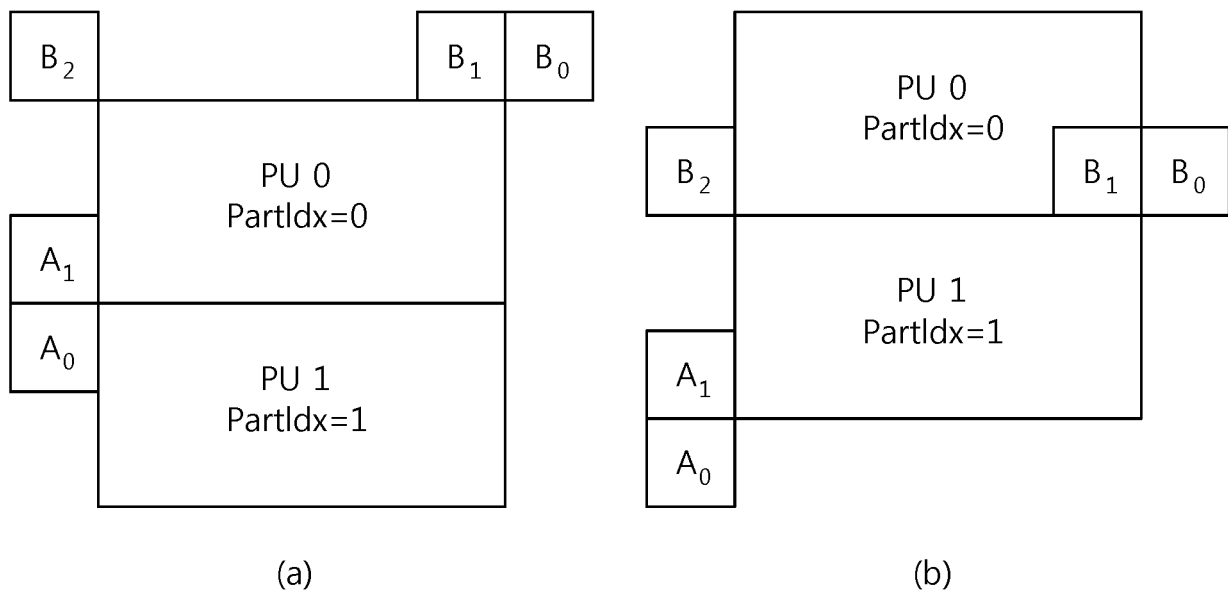 B₂
B₁
B₀
PU 0
PartIdx=0
A₁
A₀
PU 1
PartIdx=1
(a)
PU 0
PartIdx=0
B₂
B₁
B₀
PU 1
PartIdx=1
A₁
A₀
(b)